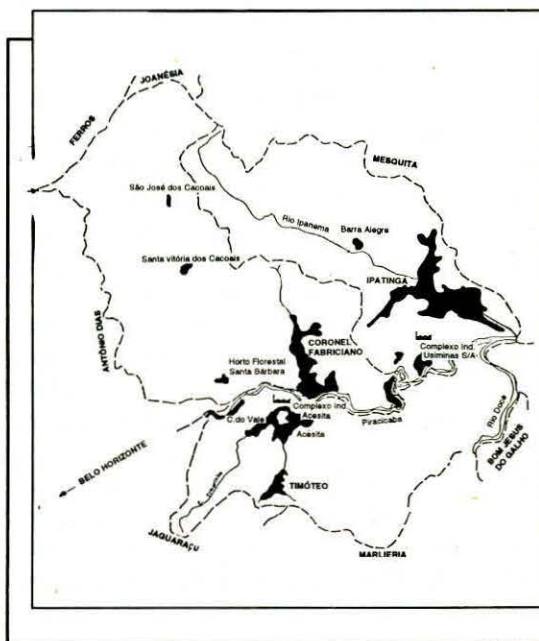 JOANÉSIA
FERROS
MESQUITA
São José dos Cacoais
Rio Ipanema
Barra Alegre
Santa vitória dos Cacoais
IPATINGA
ANTÔNIO DIAS
CORONEL
FABRICIANO
Complexo Ind.
Usiminas S/A
Horto Florestal
Santa Bárbara
Complexo Ind.
Acesita
C.do Vale
Piracicaba
Rio Doce
Acesita
BOM JESUS
DO GALHO
BELO HORIZONTE
TIMÓTEO
JAGUARAÇU
MARLIERIA